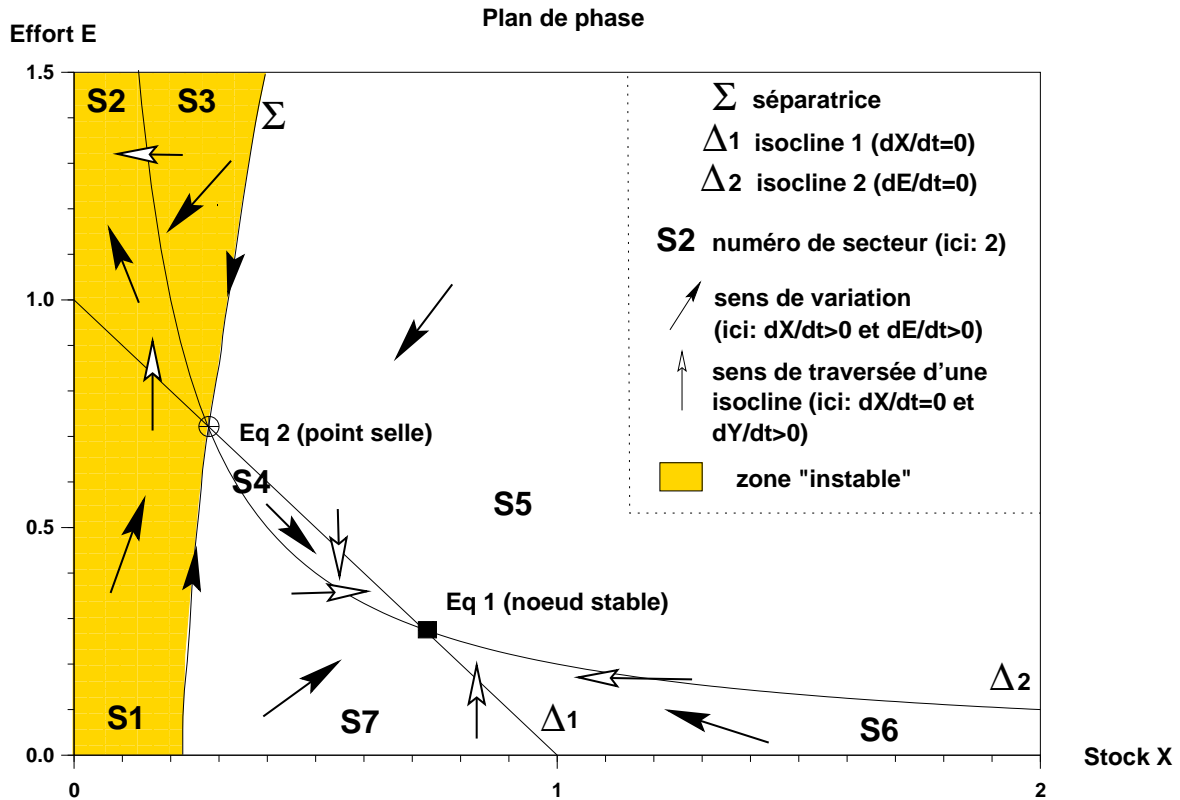 Plan de phase
Effort E
1.5
1.0
0.5
0.0
0
1
2
Stock X
S2
S3
Σ
Σ séparatrice
Δ1 isocline 1 (dX/dt=0)
Δ2 isocline 2 (dE/dt=0)
S2 numéro de secteur (ici: 2)
sens de variation
(ici: dX/dt>0 et dE/dt>0)
sens de traversée d'une
isocline (ici: dX/dt=0 et
dY/dt>0)
zone "instable"
Eq 2 (point selle)
S4
S5
Eq 1 (noeud stable)
Δ2
S1
S7
Δ1
S6